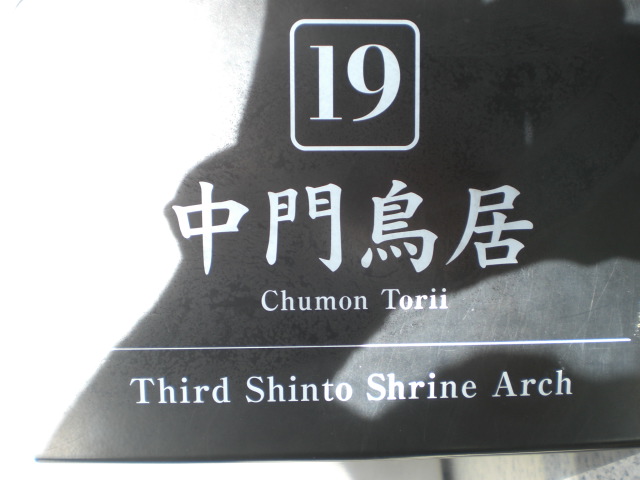 19
中門鳥居
Chumon Torii
Third Shinto Shrine Arch